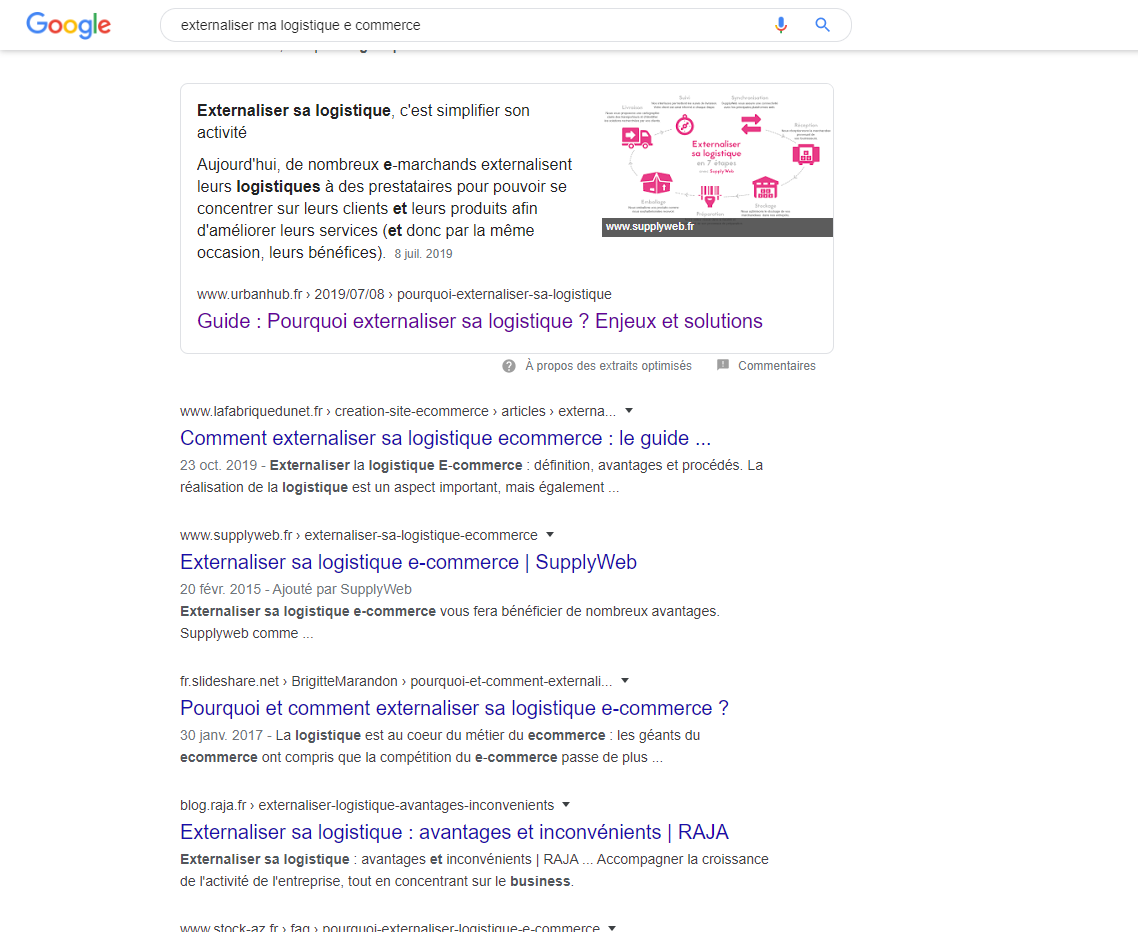 Google
externaliser ma logistique e commerce
Externaliser sa logistique, c'est simplifier son
activité
Aujourd'hui, de nombreux e-marchands externalisent
leurs logistiques à des prestataires pour pouvoir se
concentrer sur leurs clients et leurs produits afin
d'améliorer leurs services (et donc par la même
occasion, leurs bénéfices). 8 juil. 2019
Suivi
Synchronisation
Réception
Externaliser
sa logistique
en 7 étapes
avec SupplyWeb
Emballage
Préparation
Stockage
www.supplyweb.fr
www.urbanhub.fr › 2019/07/08 › pourquoi-externaliser-sa-logistique
Guide : Pourquoi externaliser sa logistique ? Enjeux et solutions
À propos des extraits optimisés
Commentaires
www.lafabriquedunet.fr › creation-site-ecommerce › articles › externa...
Comment externaliser sa logistique ecommerce : le guide ...
23 oct. 2019 - Externaliser la logistique E-commerce : définition, avantages et procédés. La
réalisation de la logistique est un aspect important, mais également ...
www.supplyweb.fr › externaliser-sa-logistique-ecommerce
Externaliser sa logistique e-commerce | SupplyWeb
20 févr. 2015 - Ajouté par SupplyWeb
Externaliser sa logistique e-commerce vous fera bénéficier de nombreux avantages.
Supplyweb comme ...
fr.slideshare.net › BrigitteMarandon › pourquoi-et-comment-externali...
Pourquoi et comment externaliser sa logistique e-commerce ?
30 janv. 2017 - La logistique est au coeur du métier du ecommerce : les géants du
ecommerce ont compris que la compétition du e-commerce passe de plus ...
blog.raja.fr › externaliser-logistique-avantages-inconvenients
Externaliser sa logistique : avantages et inconvénients | RAJA
Externaliser sa logistique : avantages et inconvénients | RAJA ... Accompagner la croissance
de l'activité de l'entreprise, tout en concentrant sur le business.
www.stock-az.fr › faq › pourquoi-externaliser-logistique-e-commerce